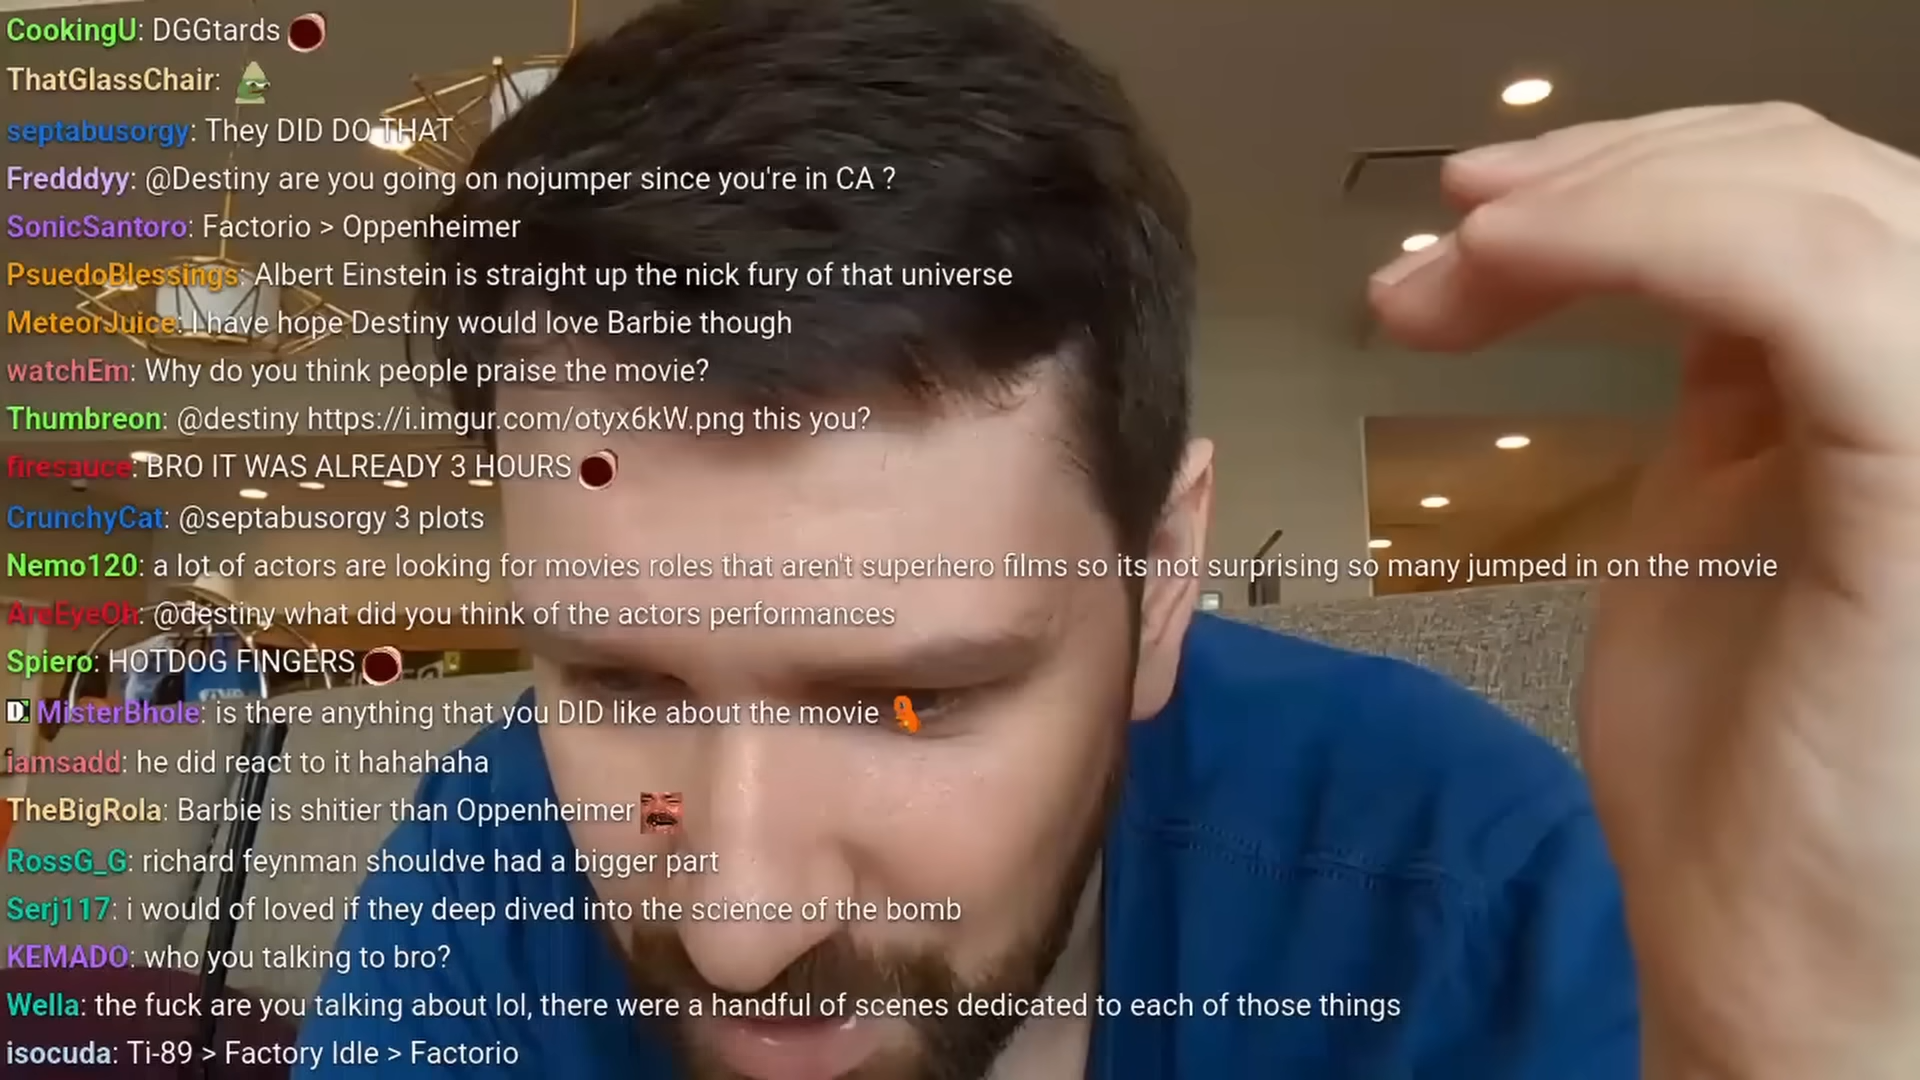 CookingU: DGGtards
ThatGlassChair:
septabusorgy: They DID DO THAT
Fredddyy: @Destiny are you going on nojumper since you're in CA ?
SonicSantoro: Factorio > Oppenheimer
PsuedoBlessings: Albert Einstein is straight up the nick fury of that universe
MeteorJuice: I have hope Destiny would love Barbie though
watchEm: Why do you think people praise the movie?
Thumbreon: @destiny https://i.imgur.com/otyx6kW.png this you?
firesauce: BRO IT WAS ALREADY 3 HOURS
CrunchyCat: @septabusorgy 3 plots
Nemo120: a lot of actors are looking for movies roles that aren't superhero films so its not surprising so many jumped in on the movie
AreEyeOh: @destiny what did you think of the actors performances
Spiero: HOTDOG FINGERS
D: MisterBhole: is there anything that you DID like about the movie
iamsadd: he did react to it hahahaha
TheBigRola: Barbie is shitier than Oppenheimer
RossG_G: richard feynman shouldve had a bigger part
Serj117: i would of loved if they deep dived into the science of the bomb
KEMADO: who you talking to bro?
Wella: the fuck are you talking about lol, there were a handful of scenes dedicated to each of those things
isocuda: Ti-89 > Factory Idle > Factorio